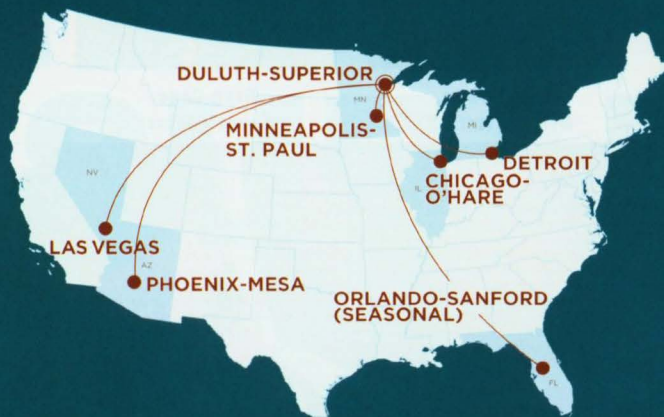 DULUTH-SUPERIOR
MN
MINNEAPOLIS-
ST. PAUL
MI
DETROIT
IL
CHICAGO-
O'HARE
NV
LAS VEGAS
AZ
PHOENIX-MESA
ORLANDO-SANFORD
(SEASONAL)
FL